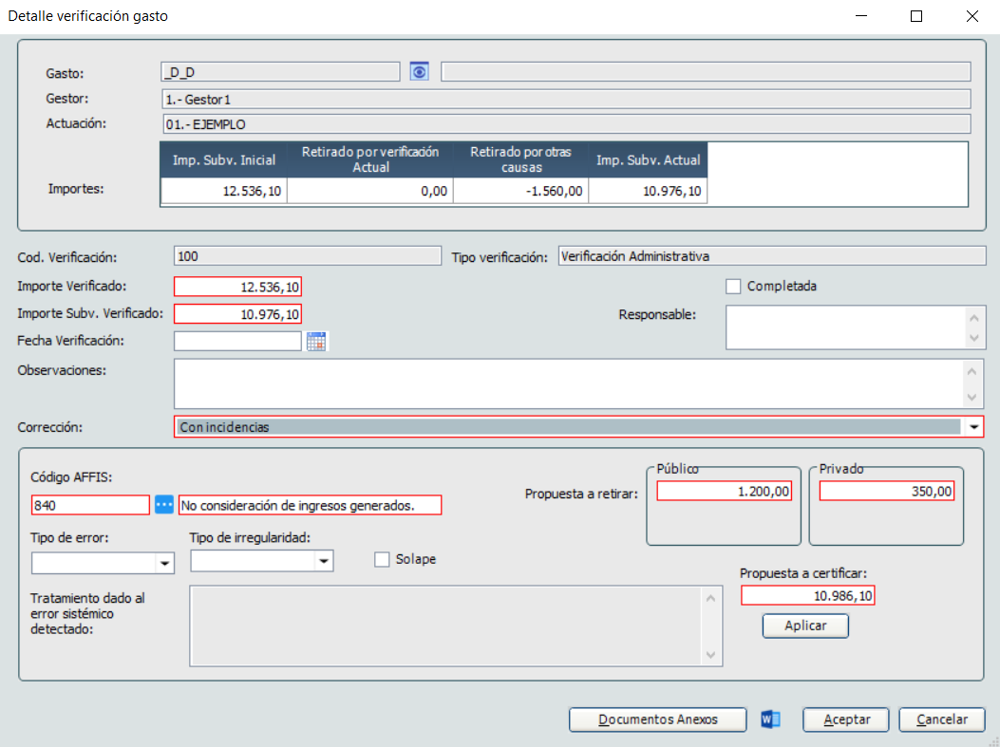 Detalle verificación gasto
Gasto: _D_D
Gestor: 1.- Gestor1
Actuación: 01.- EJEMPLO
Imp. Subv. Inicial Retirado por verificación Actual Retirado por otras causas Imp. Subv. Actual
Importes: 12.536,10 0,00 -1.560,00 10.976,10
Cod. Verificación: 100 Tipo verificación: Verificación Administrativa
Importe Verificado: 12.536,10 Completada
Importe Subv. Verificado: 10.976,10 Responsable:
Fecha Verificación:
Observaciones:
Corrección: Con incidencias
Código AFFIS:
840 ... No consideración de ingresos generados.
Propuesta a retirar:
Público
1.200,00
Privado
350,00
Tipo de error: Tipo de irregularidad:
Solape
Propuesta a certificar:
10.986,10
Aplicar
Tratamiento dado al
error sistémico
detectado:
Documentos Anexos W Aceptar Cancelar